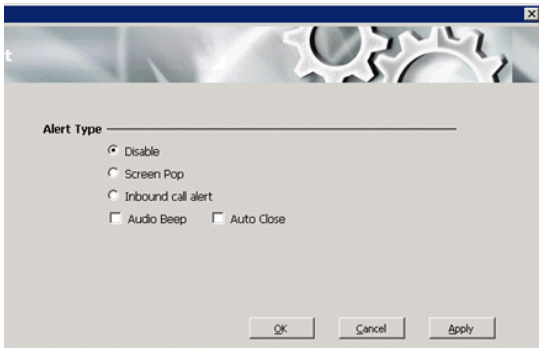 t
Alert Type
Disable
Screen Pop
Inbound call alert
Audio Beep Auto Close
OK Cancel Apply